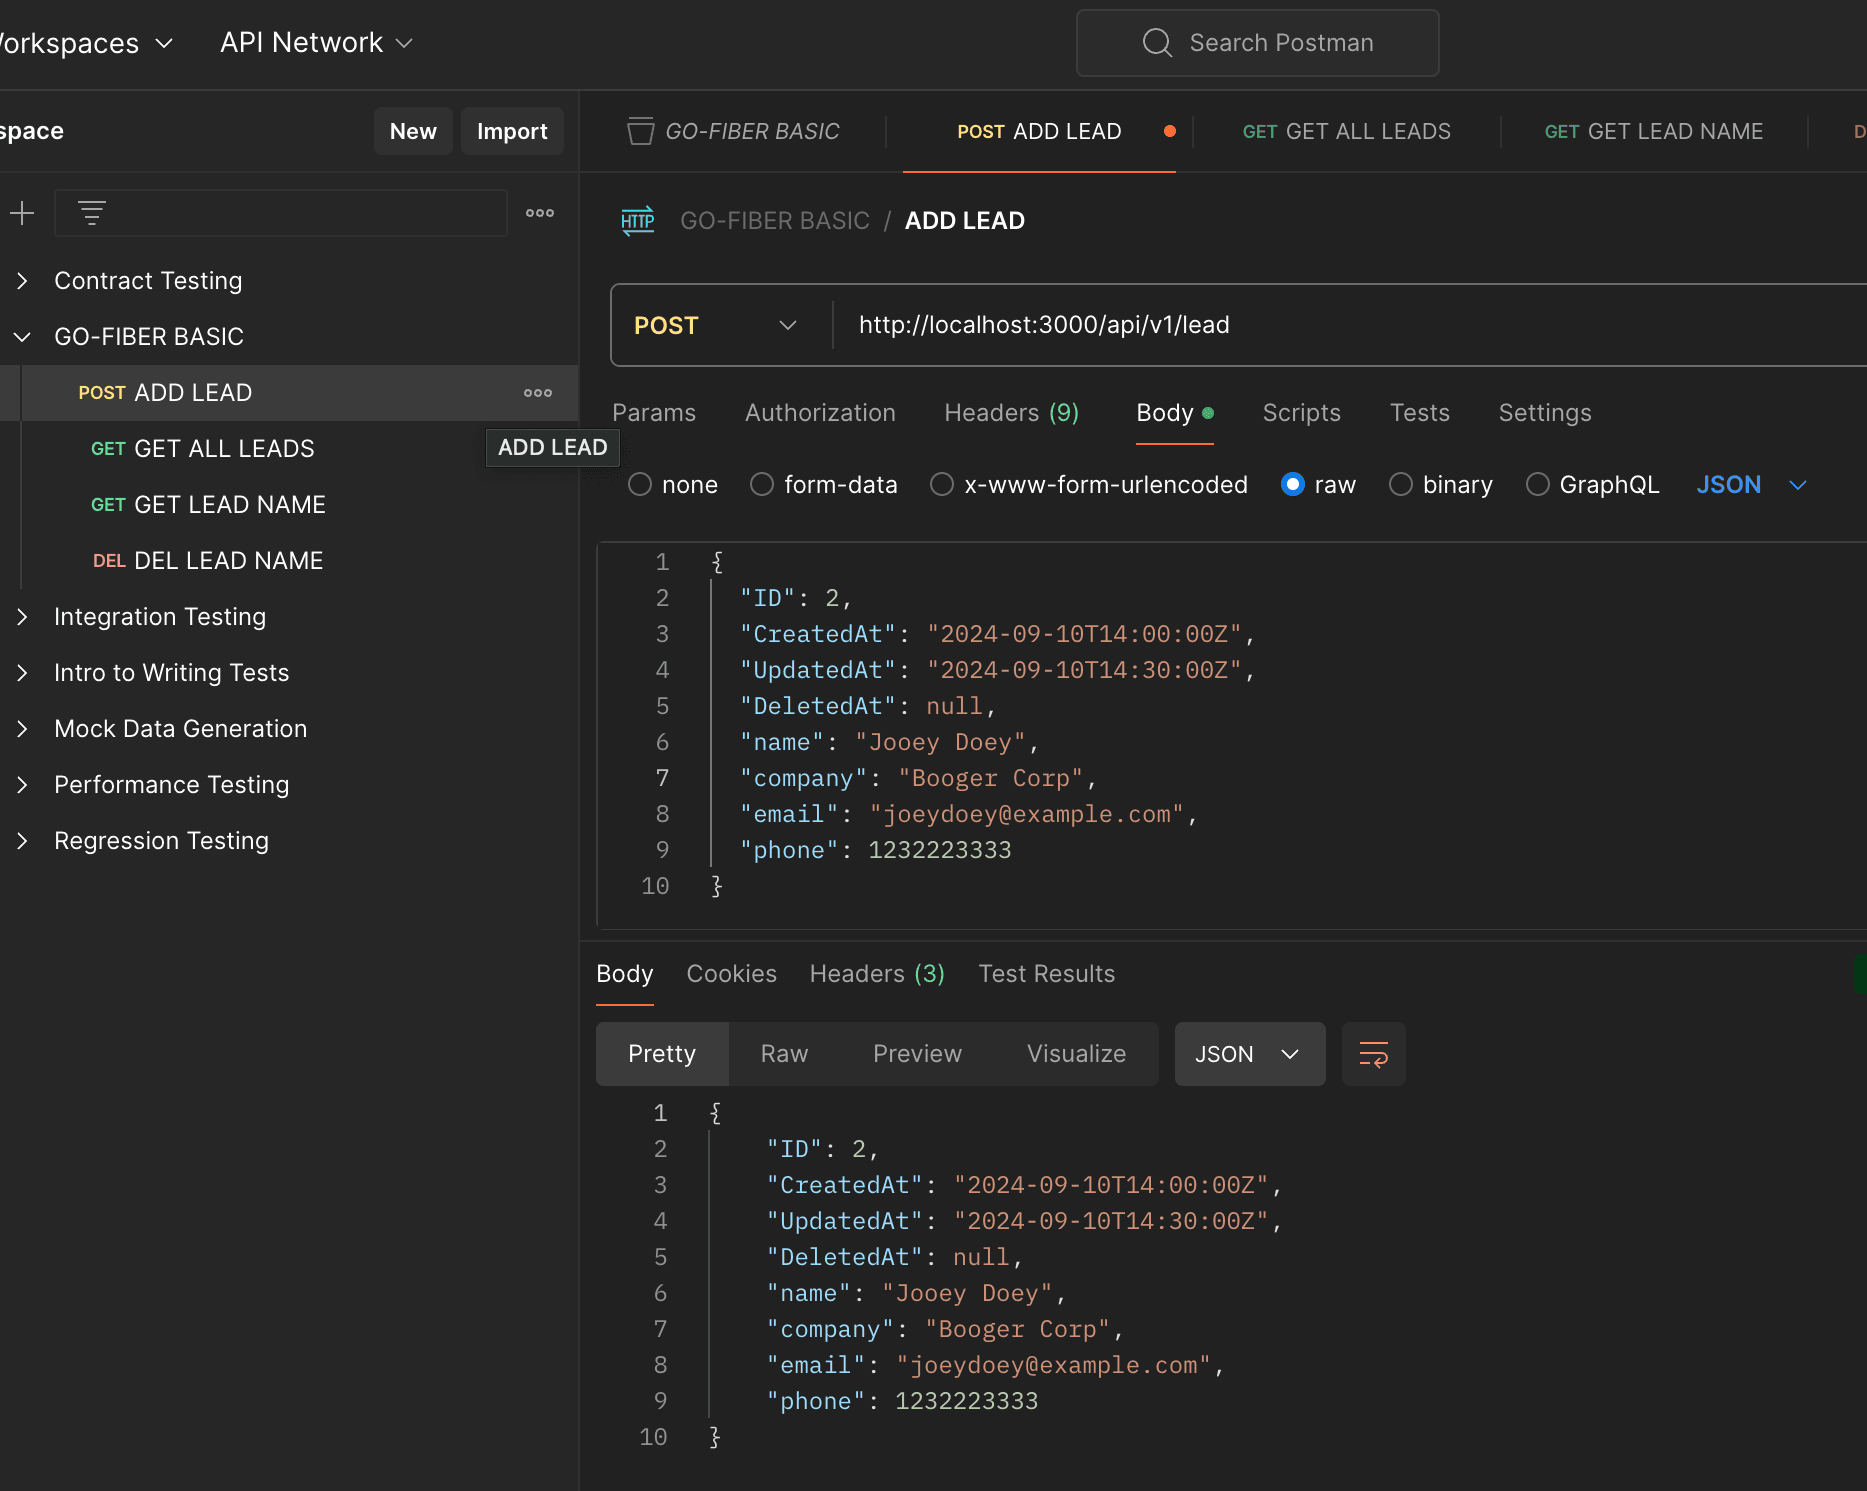 API Network
Search Postman
New
Import
GO-FIBER BASIC
POST ADD LEAD
GET GET ALL LEADS
GET GET LEAD NAME
HTTP
GO-FIBER BASIC / ADD LEAD
Contract Testing
GO-FIBER BASIC
POST ADD LEAD
GET GET ALL LEADS
ADD LEAD
GET GET LEAD NAME
DEL DEL LEAD NAME
Integration Testing
Intro to Writing Tests
Mock Data Generation
Performance Testing
Regression Testing
POST
http://localhost:3000/api/v1/lead
Params Authorization Headers (9) Body Scripts Tests Settings
none form-data x-www-form-urlencoded raw binary GraphQL JSON
1 {
2 "ID": 2,
3 "CreatedAt": "2024-09-10T14:00:00Z",
4 "UpdatedAt": "2024-09-10T14:30:00Z",
5 "DeletedAt": null,
6 "name": "Jooey Doey",
7 "company": "Booger Corp",
8 "email": "joeydoey@example.com",
9 "phone": 1232223333
10 }
Body Cookies Headers (3) Test Results
Pretty Raw Preview Visualize JSON
1 {
2 "ID": 2,
3 "CreatedAt": "2024-09-10T14:00:00Z",
4 "UpdatedAt": "2024-09-10T14:30:00Z",
5 "DeletedAt": null,
6 "name": "Jooey Doey",
7 "company": "Booger Corp",
8 "email": "joeydoey@example.com",
9 "phone": 1232223333
10 }